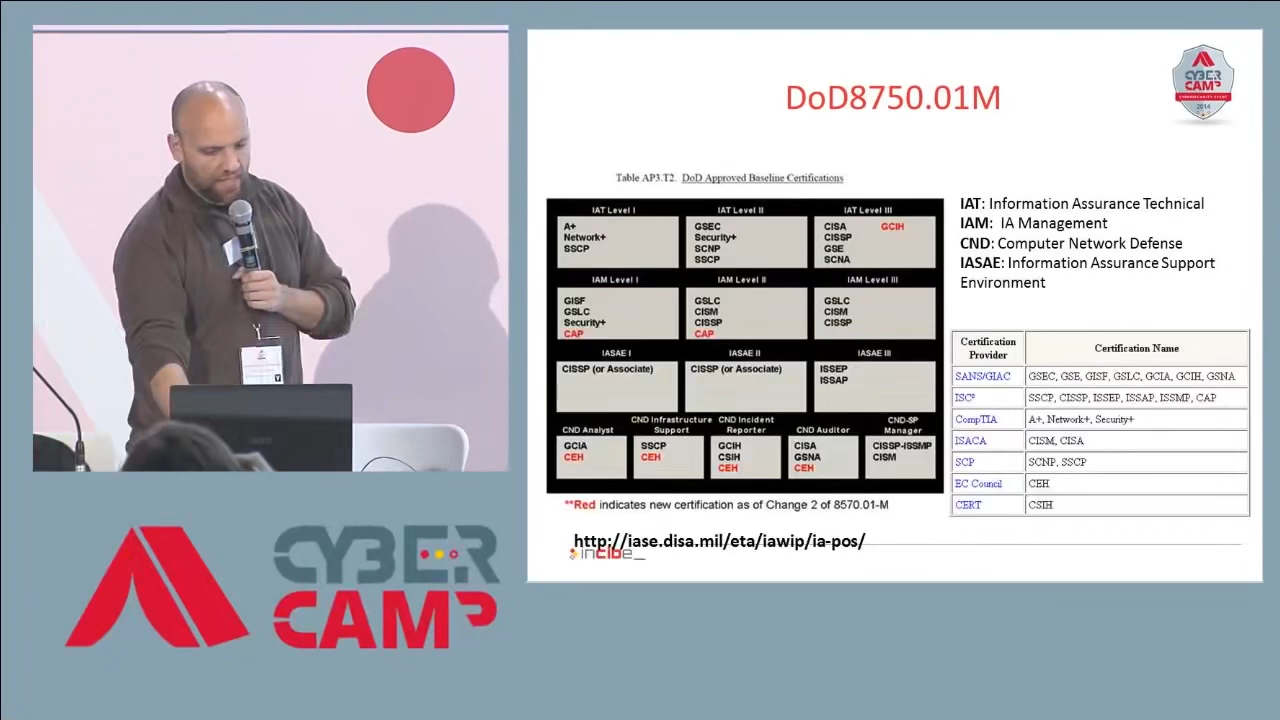 DoD8750.01M
CYBER
CAMP
CYBERSECURITY EVENT
2014
Table AP3.T2. DoD Approved Baseline Certifications
IAT Level I
A+
Network+
SSCP
IAT Level II
GSEC
Security+
SCNP
SSCP
IAT Level III
CISA GCIH
CISSP
GSE
SCNA
IAM Level I
GISF
GSLC
Security+
CAP
IAM Level II
GSLC
CISM
CISSP
CAP
IAM Level III
GSLC
CISM
CISSP
IASAE I
CISSP (or Associate)
IASAE II
CISSP (or Associate)
IASAE III
ISSEP
ISSAP
CND Analyst
GCIA
CEH
CND Infrastructure
Support
SSCP
CEH
CND Incident
Reporter
GCIH
CSIH
CEH
CND Auditor
CISA
GSNA
CEH
CND-SP
Manager
CISSP-ISSMP
CISM
**Red indicates new certification as of Change 2 of 8570.01-M
IAT: Information Assurance Technical
IAM: IA Management
CND: Computer Network Defense
IASAE: Information Assurance Support
Environment
Certification
Provider
Certification Name
SANS/GIAC GSEC, GSE, GISF, GSLC, GCIA, GCIH, GSNA
ISC² SSCP, CISSP, ISSEP, ISSAP, ISSMP, CAP
CompTIA A+, Network+, Security+
ISACA CISM, CISA
SCP SCNP, SSCP
EC Council CEH
CERT CSIH
http://iase.disa.mil/eta/iawip/ia-pos/
incibe_
CYBER
CAMP